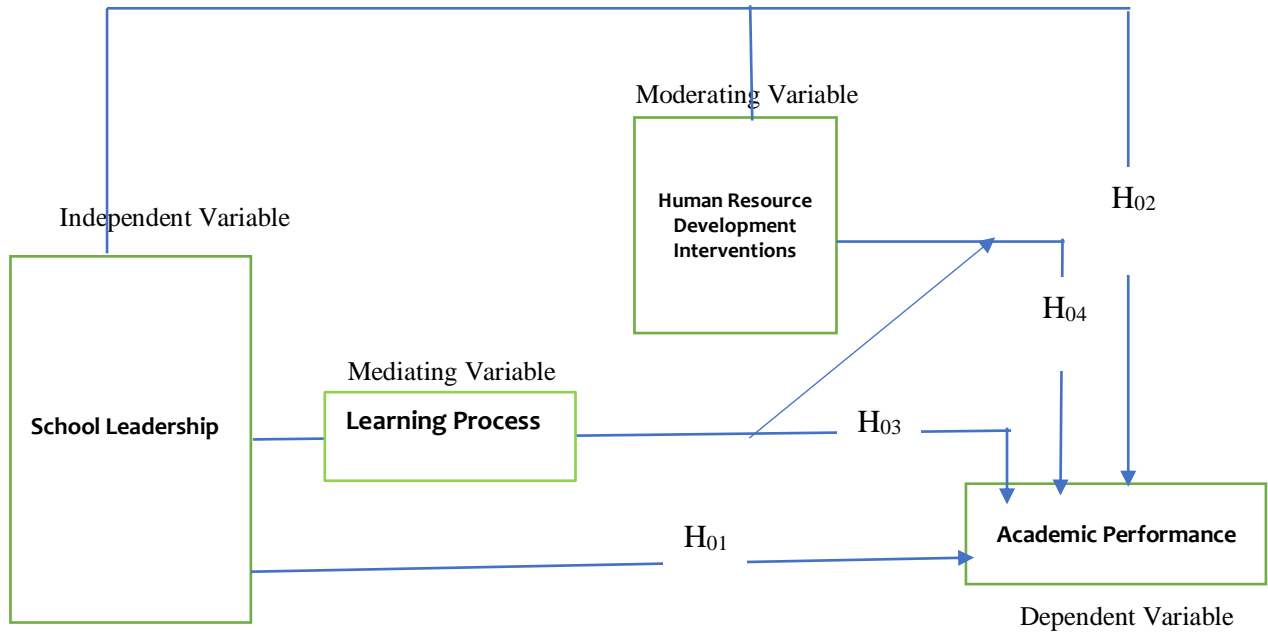 Moderating Variable
Human Resource
Development
Interventions
H02
Independent Variable
H04
Mediating Variable
School Leadership
Learning Process
H03
H01
Academic Performance
Dependent Variable